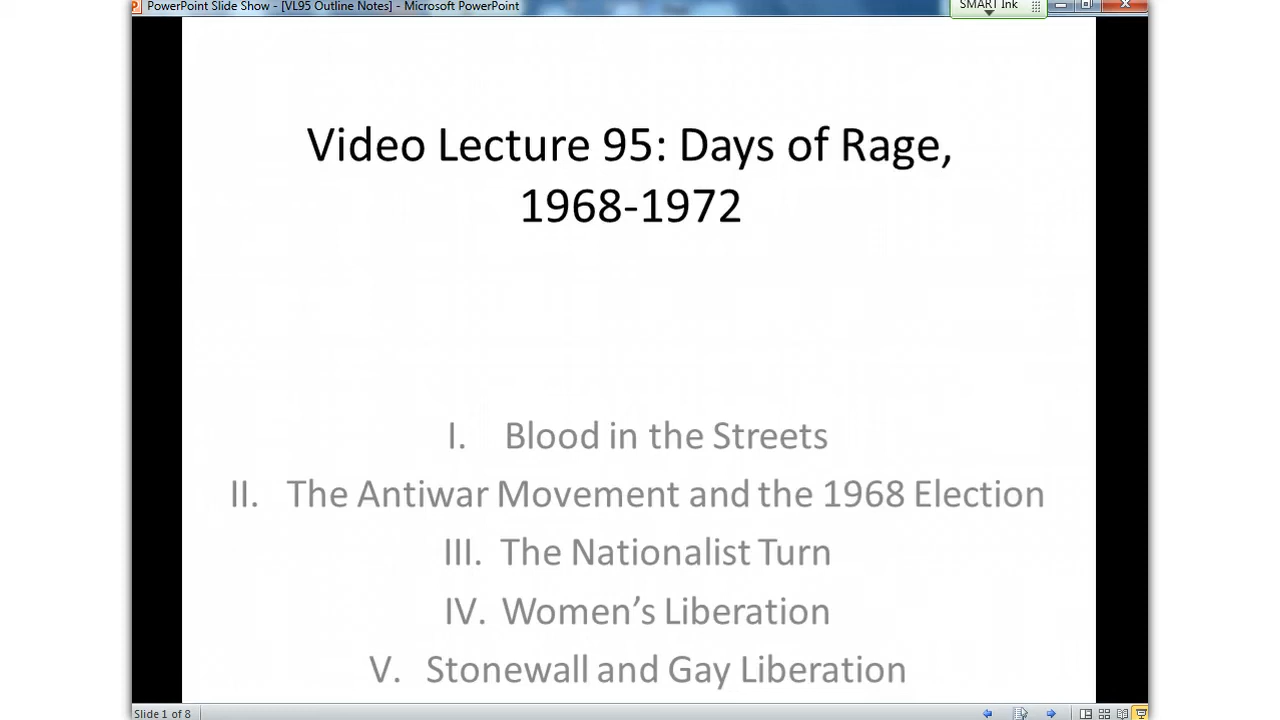 PowerPoint Slide Show - [VL95 Outline Notes] - Microsoft PowerPoint
SMART Ink
Video Lecture 95: Days of Rage,
1968-1972
I. Blood in the Streets
II. The Antiwar Movement and the 1968 Election
III. The Nationalist Turn
IV. Women’s Liberation
V. Stonewall and Gay Liberation
Slide 1 of 8